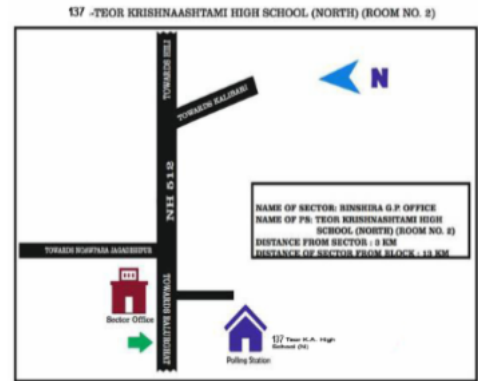 137 -TEOR KRISHNAASHTAMI HIGH SCHOOL (NORTH) (ROOM NO. 2)
TOWARDS HILI
TOWARDS KALIBARI
N
NH 512
NAME OF SECTOR: BINSHIRA G.P. OFFICE
NAME OF PS: TEOR KRISHNASHTAMI HIGH
SCHOOL (NORTH) (ROOM NO. 2)
DISTANCE FROM SECTOR : 3 KM
DISTANCE OF SECTOR FROM BLOCK : 13 KM
TOWARDS NOAWPARA JAGADISHPUR
TOWARDS BALURGHAT
Sector Office
137 Teor K.A. High
School (N)
Polling Station